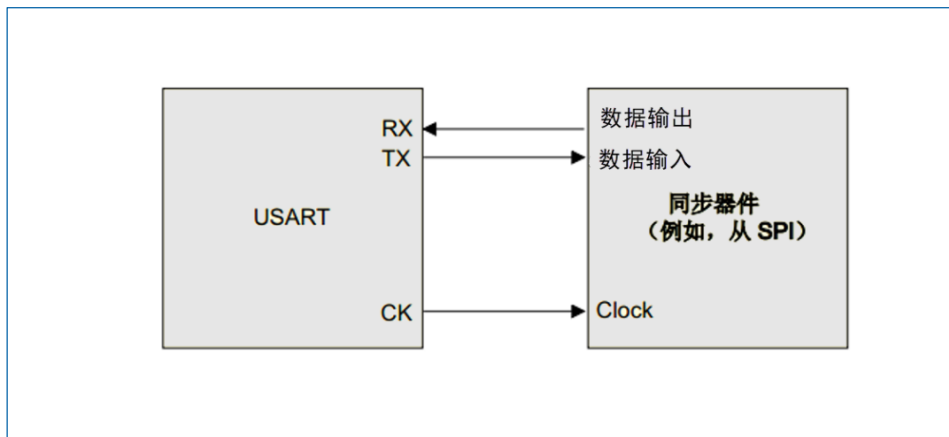 RX
TX
USART
CK
数据输出
数据输入
同步器件
（例如，从 SPI）
Clock